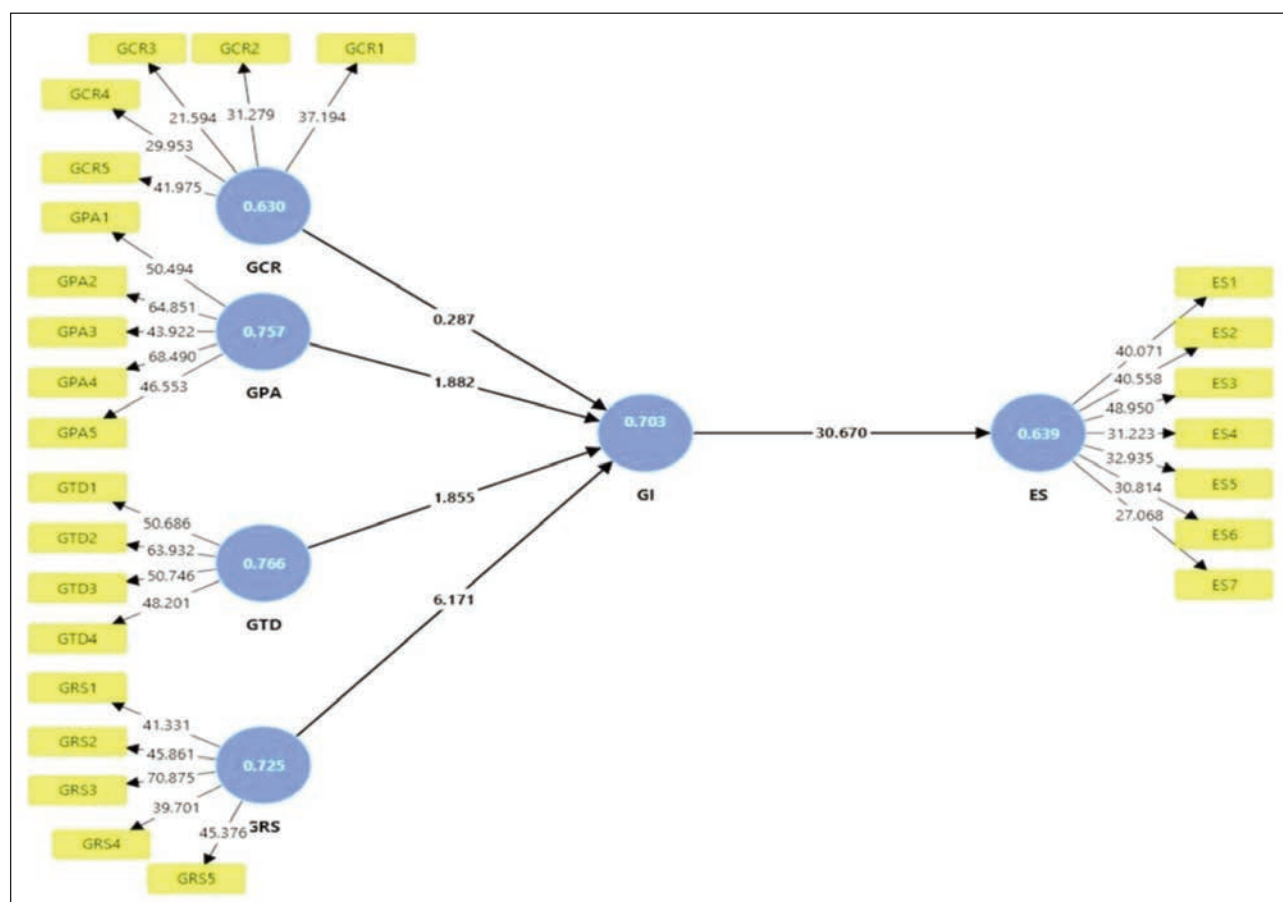 GCR3
GCR2
GCR1
GCR4
21.594
31.279
37.194
29.953
GCR5
41.975
0.630
GPA1
GCR
50.494
GPA2
64.851
0.287
GPA3
43.922
0.757
68.490
GPA4
46.553
GPA
1.882
GPA5
0.703
30.670
GI
GTD1
50.686
1.855
GTD2
63.932
0.766
GTD3
50.746
48.201
GTD
GTD4
6.171
GRS1
41.331
GRS2
45.861
0.725
GRS3
70.875
39.701
GRS
GRS4
45.376
GRS5
ES1
40.071
ES2
40.558
ES3
48.950
0.639
31.223
ES4
32.935
ES
ES5
30.814
27.068
ES6
ES7